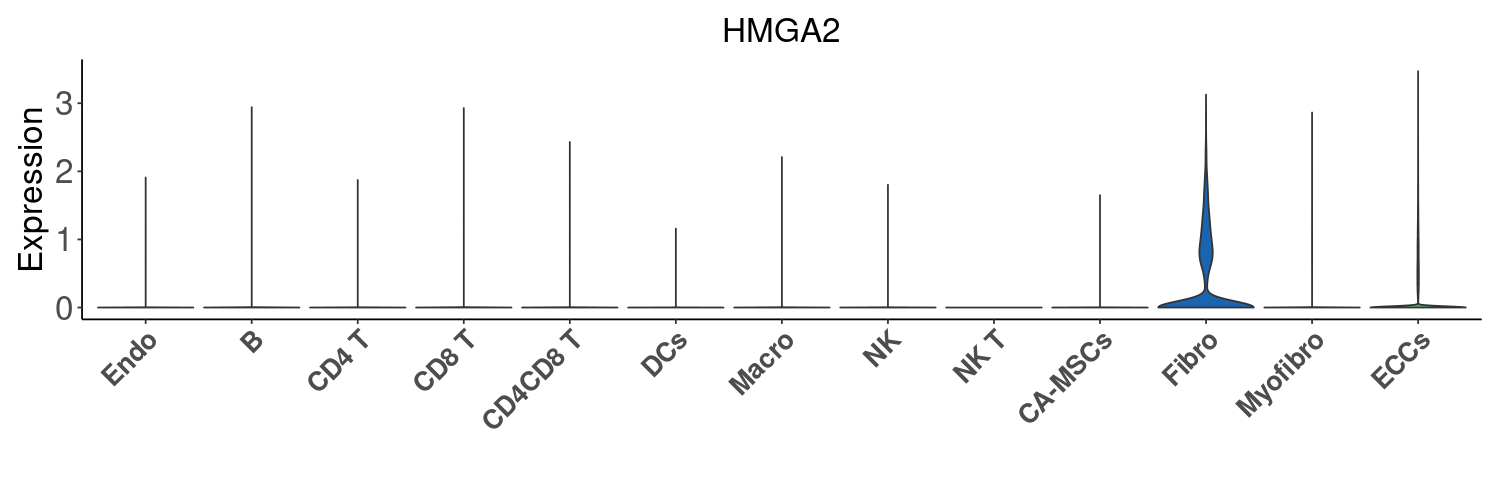 HMGA2
Expression
3
2
1
0
Endo
B
CD4 T
CD8 T
CD4CD8 T
DCs
Macro
NK
NK T
CA-MSCs
Fibro
Myofibro
ECCs